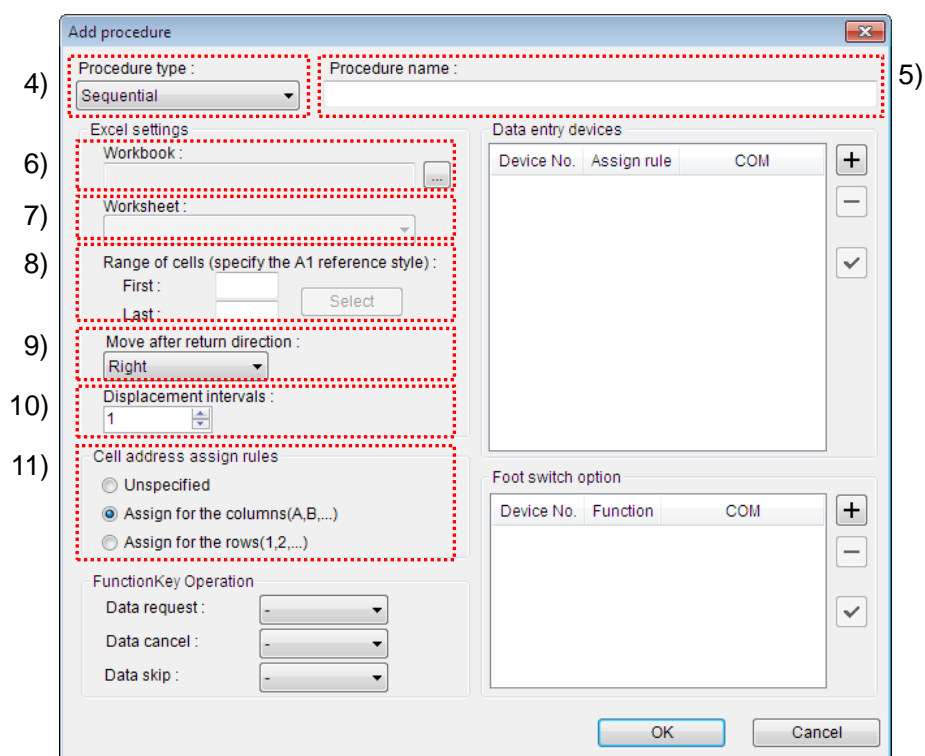 Add procedure
4)
Procedure type :
Sequential
Procedure name :
5)
Excel settings
6)
Workbook :
...
7)
Worksheet :
8)
Range of cells (specify the A1 reference style) :
First :
Last :
Select
9)
Move after return direction :
Right
10)
Displacement intervals :
1
11)
Cell address assign rules
Unspecified
Assign for the columns(A,B,...)
Assign for the rows(1,2,...)
FunctionKey Operation
Data request :
-
Data cancel :
-
Data skip :
-
Data entry devices
Device No. Assign rule COM
Foot switch option
Device No. Function COM
OK
Cancel